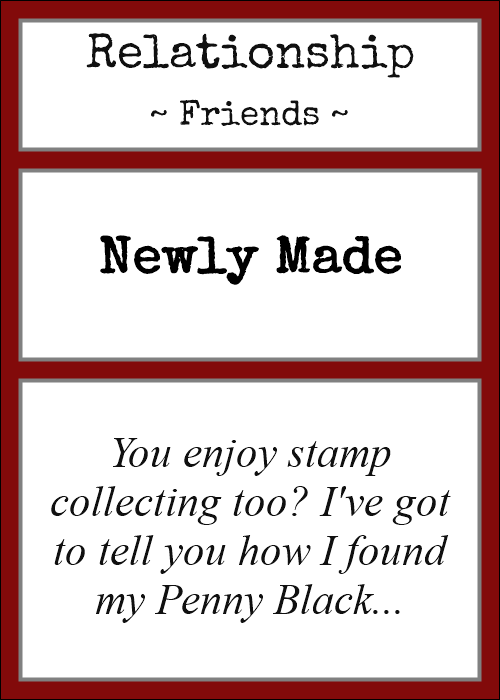 Relationship
~ Friends ~
Newly Made
You enjoy stamp
collecting too? I've got
to tell you how I found
my Penny Black...